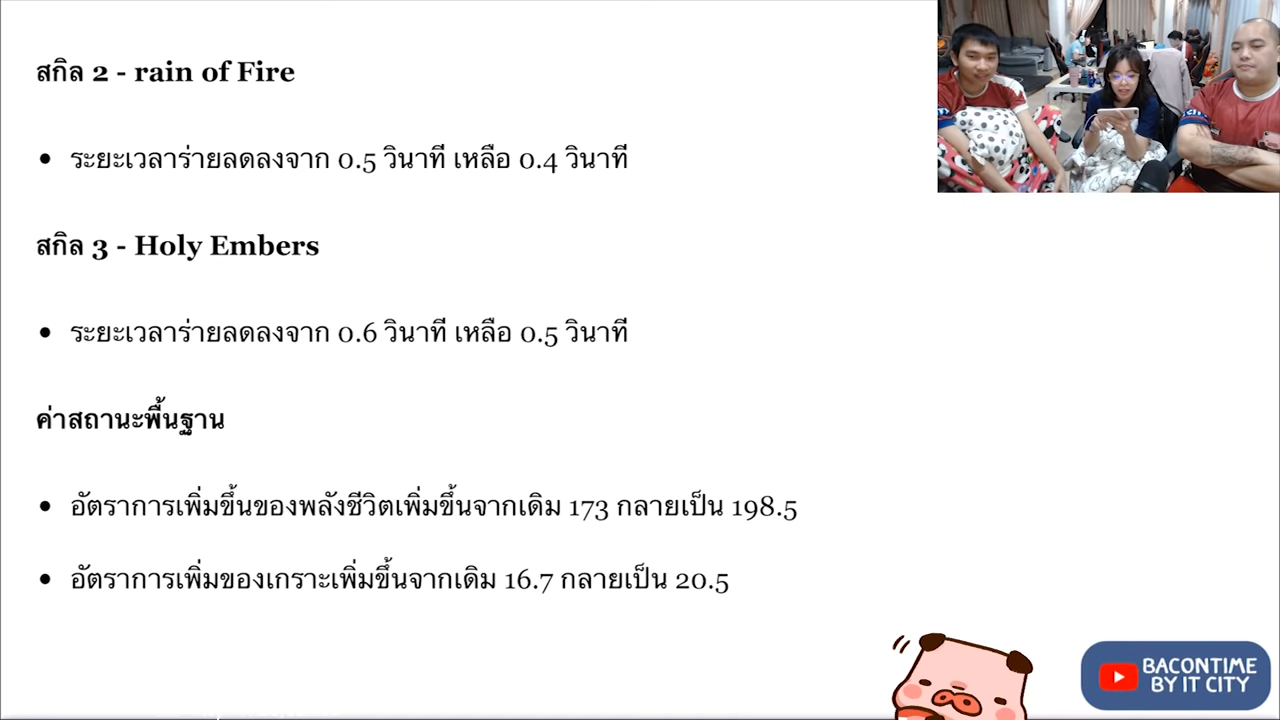 สกิล 2 - rain of Fire
• ระยะเวลาร่ายลดลงจาก 0.5 วินาที เหลือ 0.4 วินาที
สกิล 3 - Holy Embers
• ระยะเวลาร่ายลดลงจาก 0.6 วินาที เหลือ 0.5 วินาที
ค่าสถานะพื้นฐาน
• อัตราการเพิ่มขึ้นของพลังชีวิตเพิ่มขึ้นจากเดิม 173 กลายเป็น 198.5
• อัตราการเพิ่มของเกราะเพิ่มขึ้นจากเดิม 16.7 กลายเป็น 20.5
BACONTIME
BY IT CITY